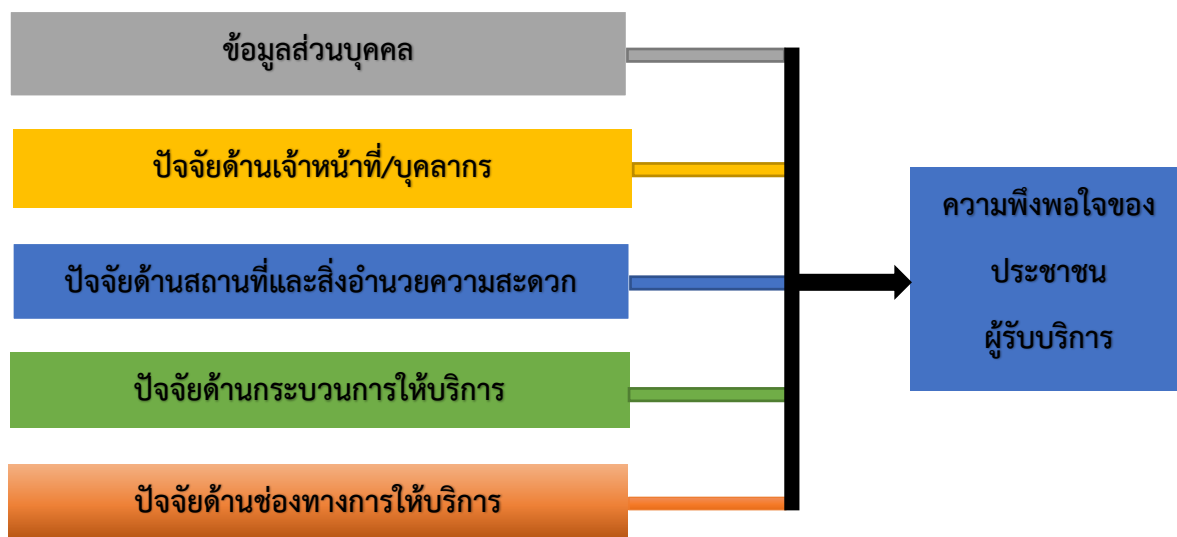 ข้อมูลส่วนบุคคล
ปัจจัยด้านเจ้าหน้าที่/บุคลากร
ปัจจัยด้านสถานที่และสิ่งอำนวยความสะดวก
ปัจจัยด้านกระบวนการให้บริการ
ปัจจัยด้านช่องทางการให้บริการ
ความพึงพอใจของ
ประชาชน
ผู้รับบริการ